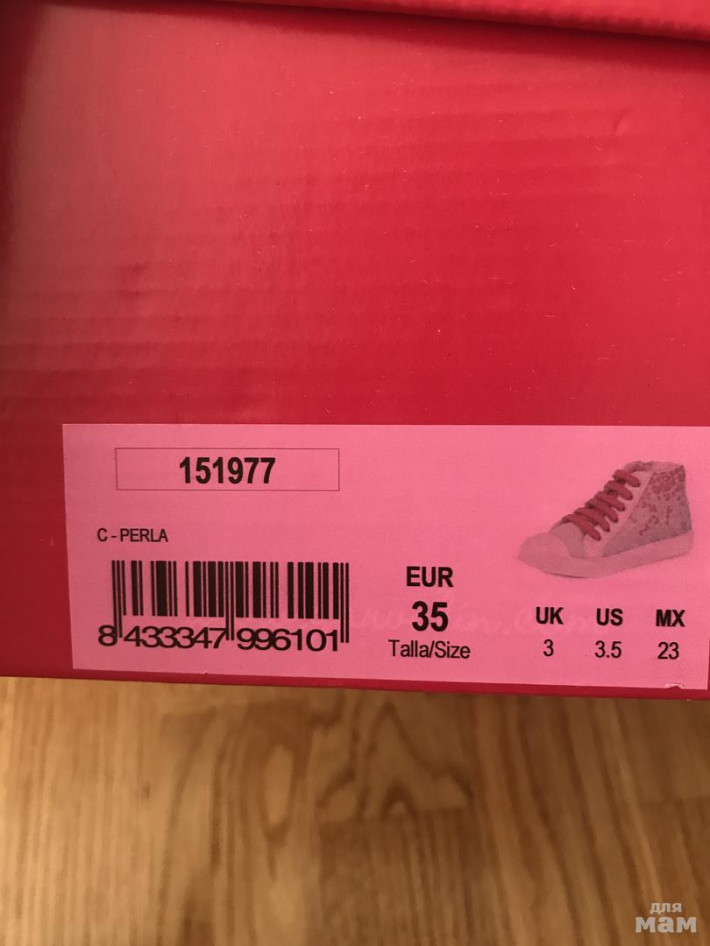 151977
C - PERLA
8 433347 996101
EUR
35
Talla/Size
UK US MX
3 3.5 23
для
мам